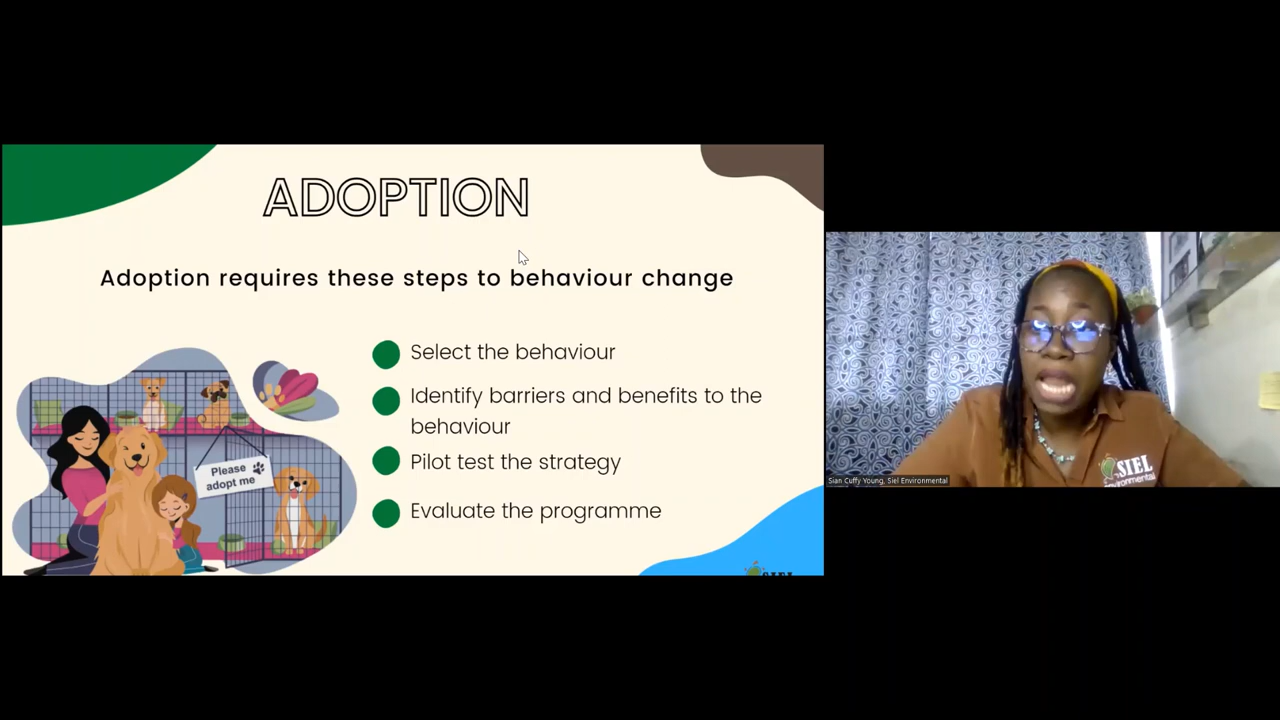 ADOPTION
Adoption requires these steps to behaviour change
Select the behaviour
Identify barriers and benefits to the
behaviour
Pilot test the strategy
Evaluate the programme
Please
adopt me
SIEL
SIEL
Environmental
Sian Cuffy Young, Siel Environmental